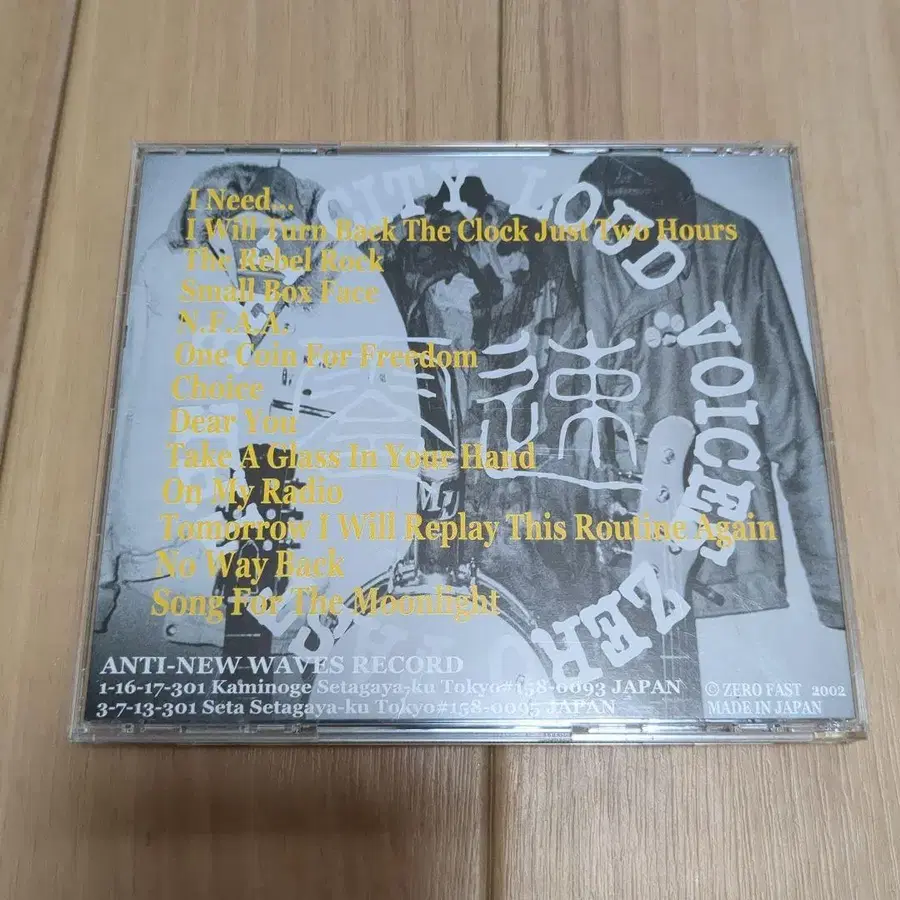 I Need...
I Will Turn Back The Clock Just Two Hours
The Rebel Rock
Small Box Face
N.F.A.A.
One Coin For Freedom
Choice
Dear You
Take A Glass In Your Hand
On My Radio
Tomorrow I Will Replay This Routine Again
No Way Back
Song For The Moonlight
CITY LOUD VOICE
速
ANTI-NEW WAVES RECORD
1-16-17-301 Kaminoge Setagaya-ku Tokyo#158-0093 JAPAN
3-7-13-301 Seta Setagaya-ku Tokyo#158-0095 JAPAN
© ZERO FAST 2002
MADE IN JAPAN